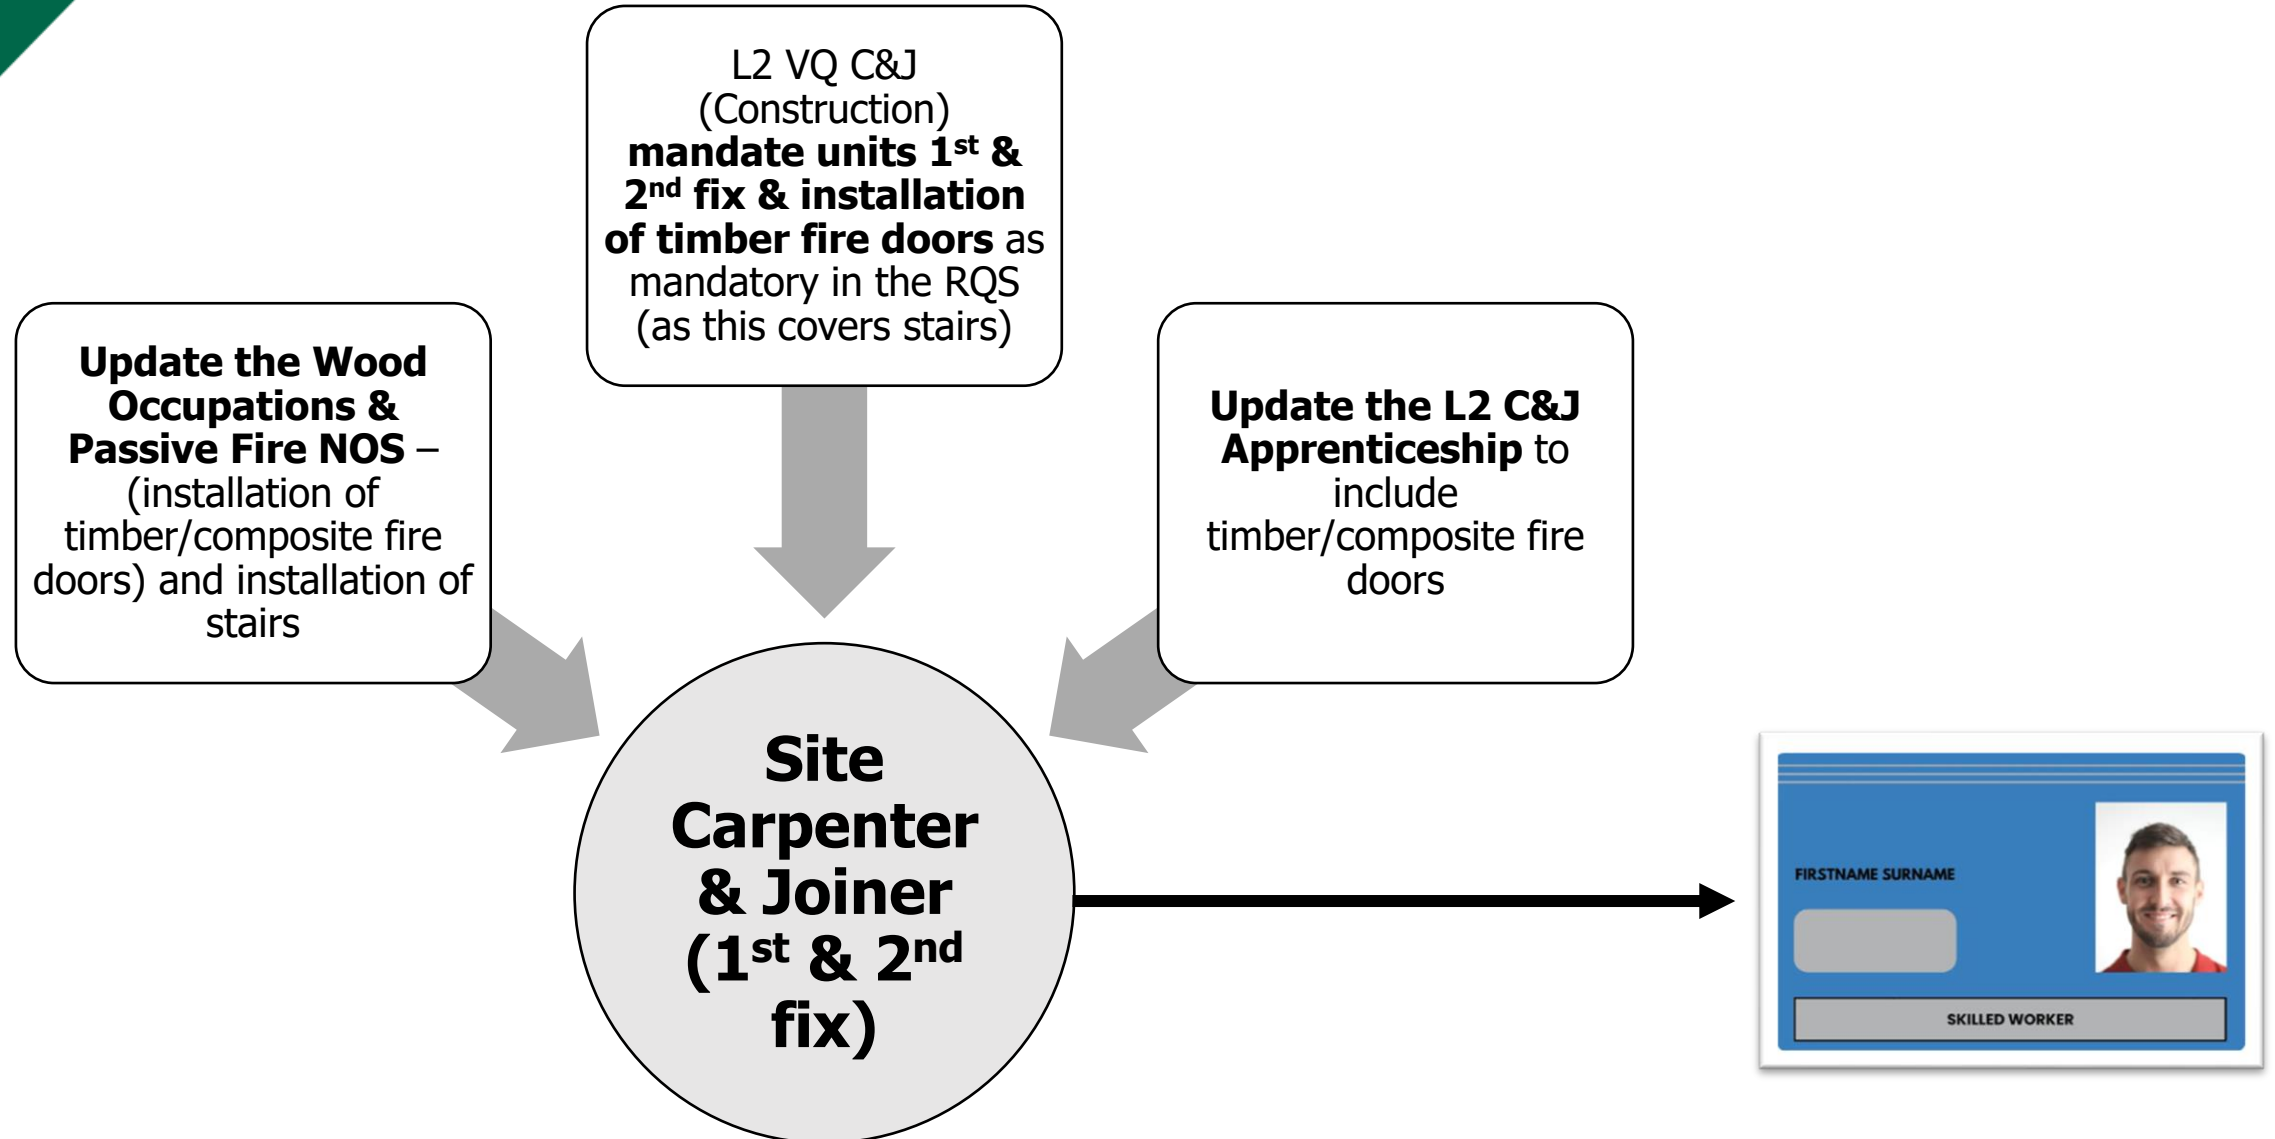 L2 VQ C&J
(Construction)
mandate units 1st &
2nd fix & installation
of timber fire doors as
mandatory in the RQS
(as this covers stairs)
Update the Wood
Occupations &
Passive Fire NOS –
(installation of
timber/composite fire
doors) and installation of
stairs
Update the L2 C&J
Apprenticeship to
include
timber/composite fire
doors
Site
Carpenter
& Joiner
(1st & 2nd
fix)
FIRSTNAME SURNAME
SKILLED WORKER